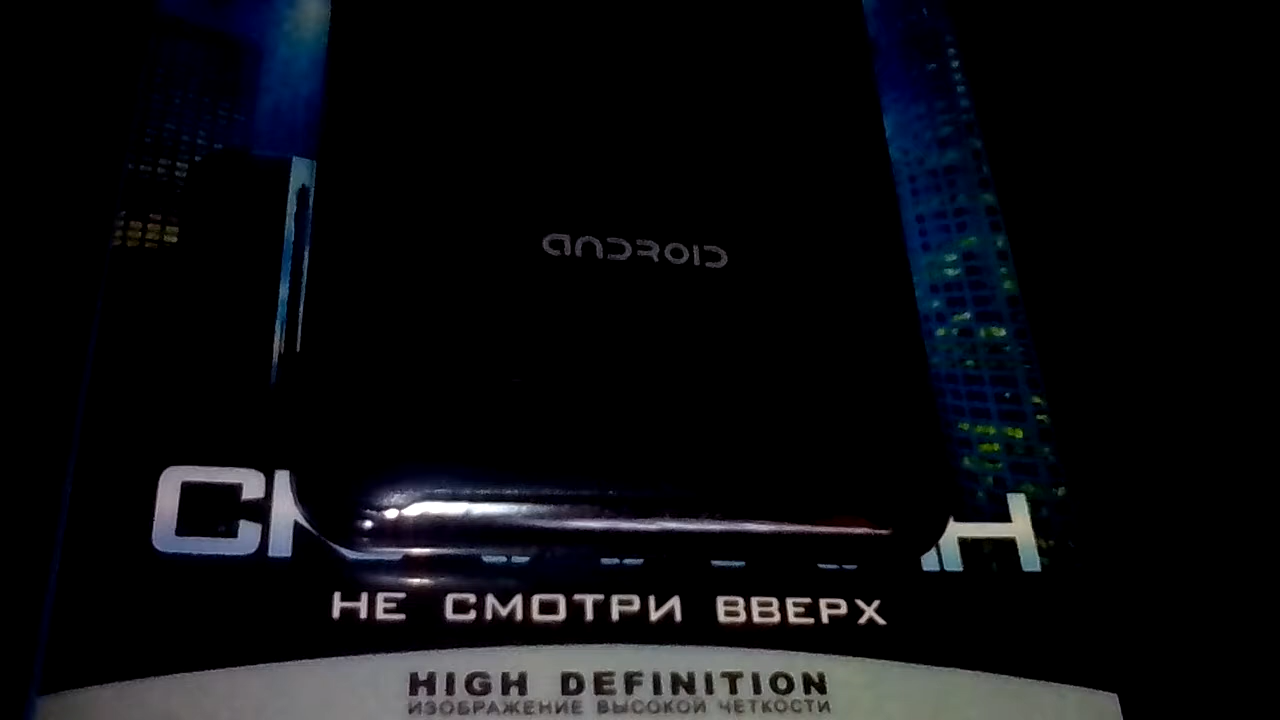 ANDROID
НЕ СМОТРИ ВВЕРХ
HIGH DEFINITION
ИЗОБРАЖЕНИЕ ВЫСОКОЙ ЧЕТКОСТИ